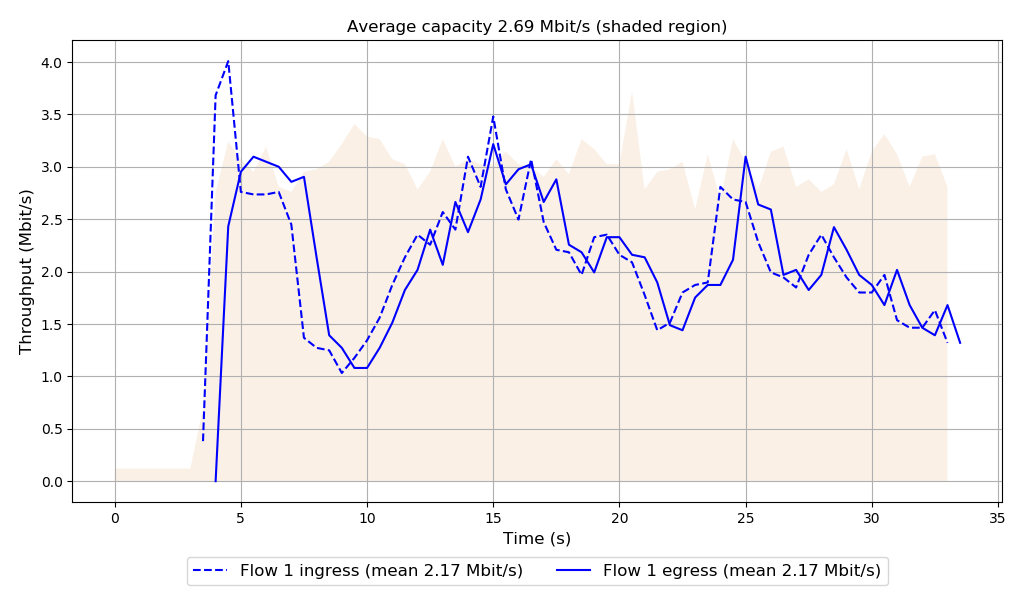 Average capacity 2.69 Mbit/s (shaded region)
Throughput (Mbit/s)
4.0
3.5
3.0
2.5
2.0
1.5
1.0
0.5
0.0
0 5 10 15 20 25 30 35
Time (s)
Flow 1 ingress (mean 2.17 Mbit/s) Flow 1 egress (mean 2.17 Mbit/s)